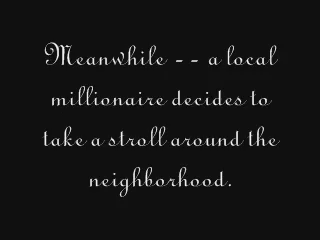 Meanwhile -- a local
millionaire decides to
take a stroll around the
neighborhood.